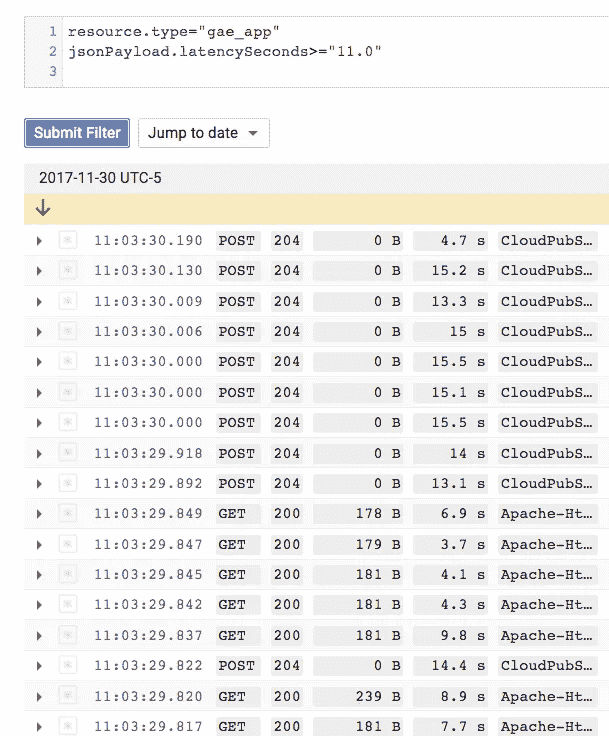 1 resource.type="gae_app"
2 jsonPayload.latencySeconds>="11.0"
3
Submit Filter Jump to date
2017-11-30 UTC-5
11:03:30.190 POST 204 0 B 4.7 s CloudPubS…
11:03:30.130 POST 204 0 B 15.2 s CloudPubS…
11:03:30.009 POST 204 0 B 13.3 s CloudPubS…
11:03:30.006 POST 204 0 B 15 s CloudPubS…
11:03:30.000 POST 204 0 B 15.5 s CloudPubS…
11:03:30.000 POST 204 0 B 15.1 s CloudPubS…
11:03:30.000 POST 204 0 B 15.5 s CloudPubS…
11:03:29.918 POST 204 0 B 14 s CloudPubS…
11:03:29.892 POST 204 0 B 13.1 s CloudPubS…
11:03:29.849 GET 200 178 B 6.9 s Apache-Ht…
11:03:29.847 GET 200 179 B 3.7 s Apache-Ht…
11:03:29.845 GET 200 181 B 4.1 s Apache-Ht…
11:03:29.842 GET 200 181 B 4.3 s Apache-Ht…
11:03:29.837 GET 200 181 B 9.8 s Apache-Ht…
11:03:29.822 POST 204 0 B 14.4 s CloudPubS…
11:03:29.820 GET 200 239 B 8.9 s Apache-Ht…
11:03:29.817 GET 200 181 B 7.7 s Apache-Ht…